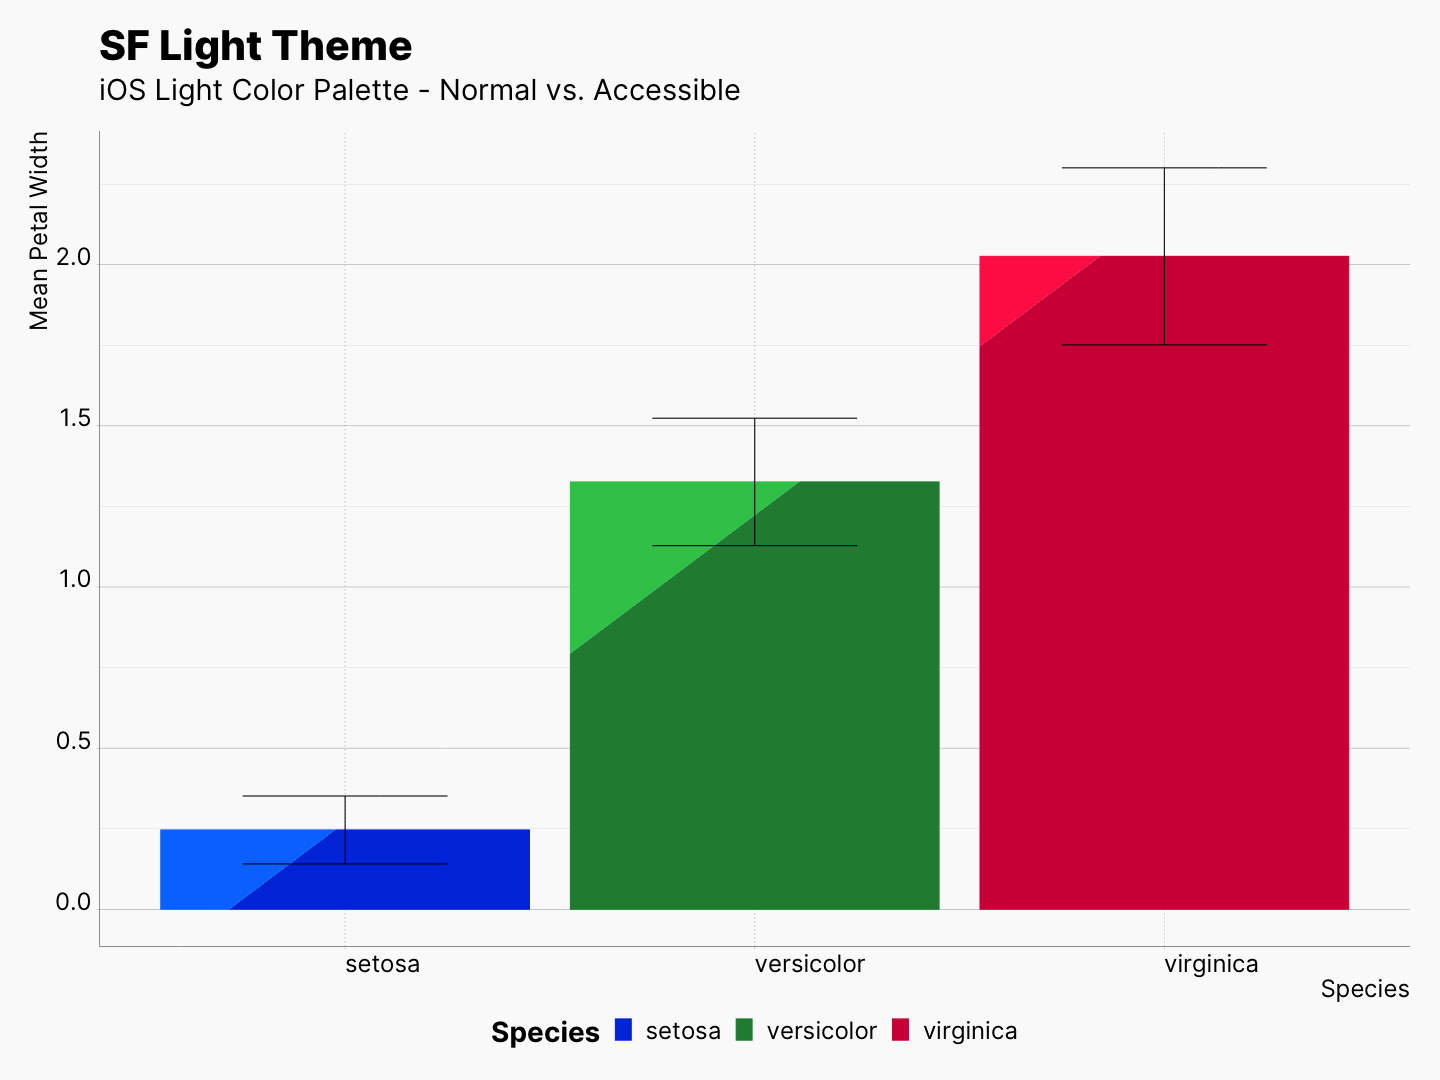 SF Light Theme
iOS Light Color Palette - Normal vs. Accessible
Mean Petal Width
2.0
1.5
1.0
0.5
0.0
setosa versicolor virginica
Species
Species setosa versicolor virginica